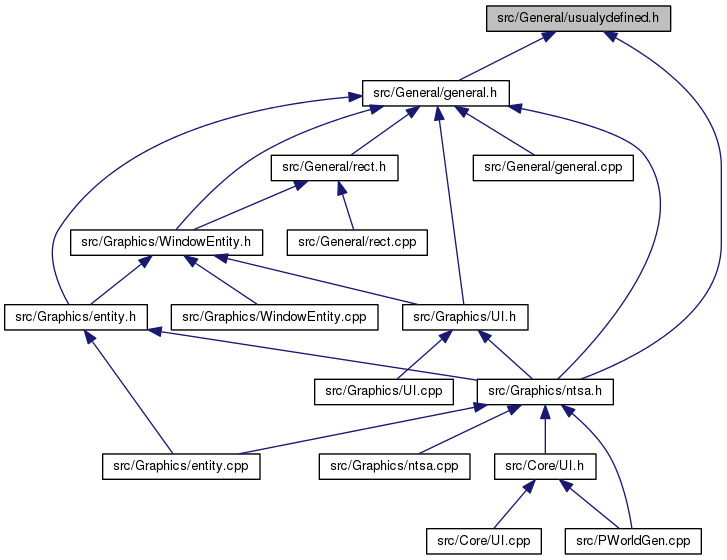 src/General/usualydefined.h
src/General/general.h
src/General/rect.h
src/General/general.cpp
src/Graphics/WindowEntity.h
src/General/rect.cpp
src/Graphics/entity.h
src/Graphics/WindowEntity.cpp
src/Graphics/UI.h
src/Graphics/UI.cpp
src/Graphics/ntsa.h
src/Graphics/entity.cpp
src/Graphics/ntsa.cpp
src/Core/UI.h
src/Core/UI.cpp
src/PWorldGen.cpp